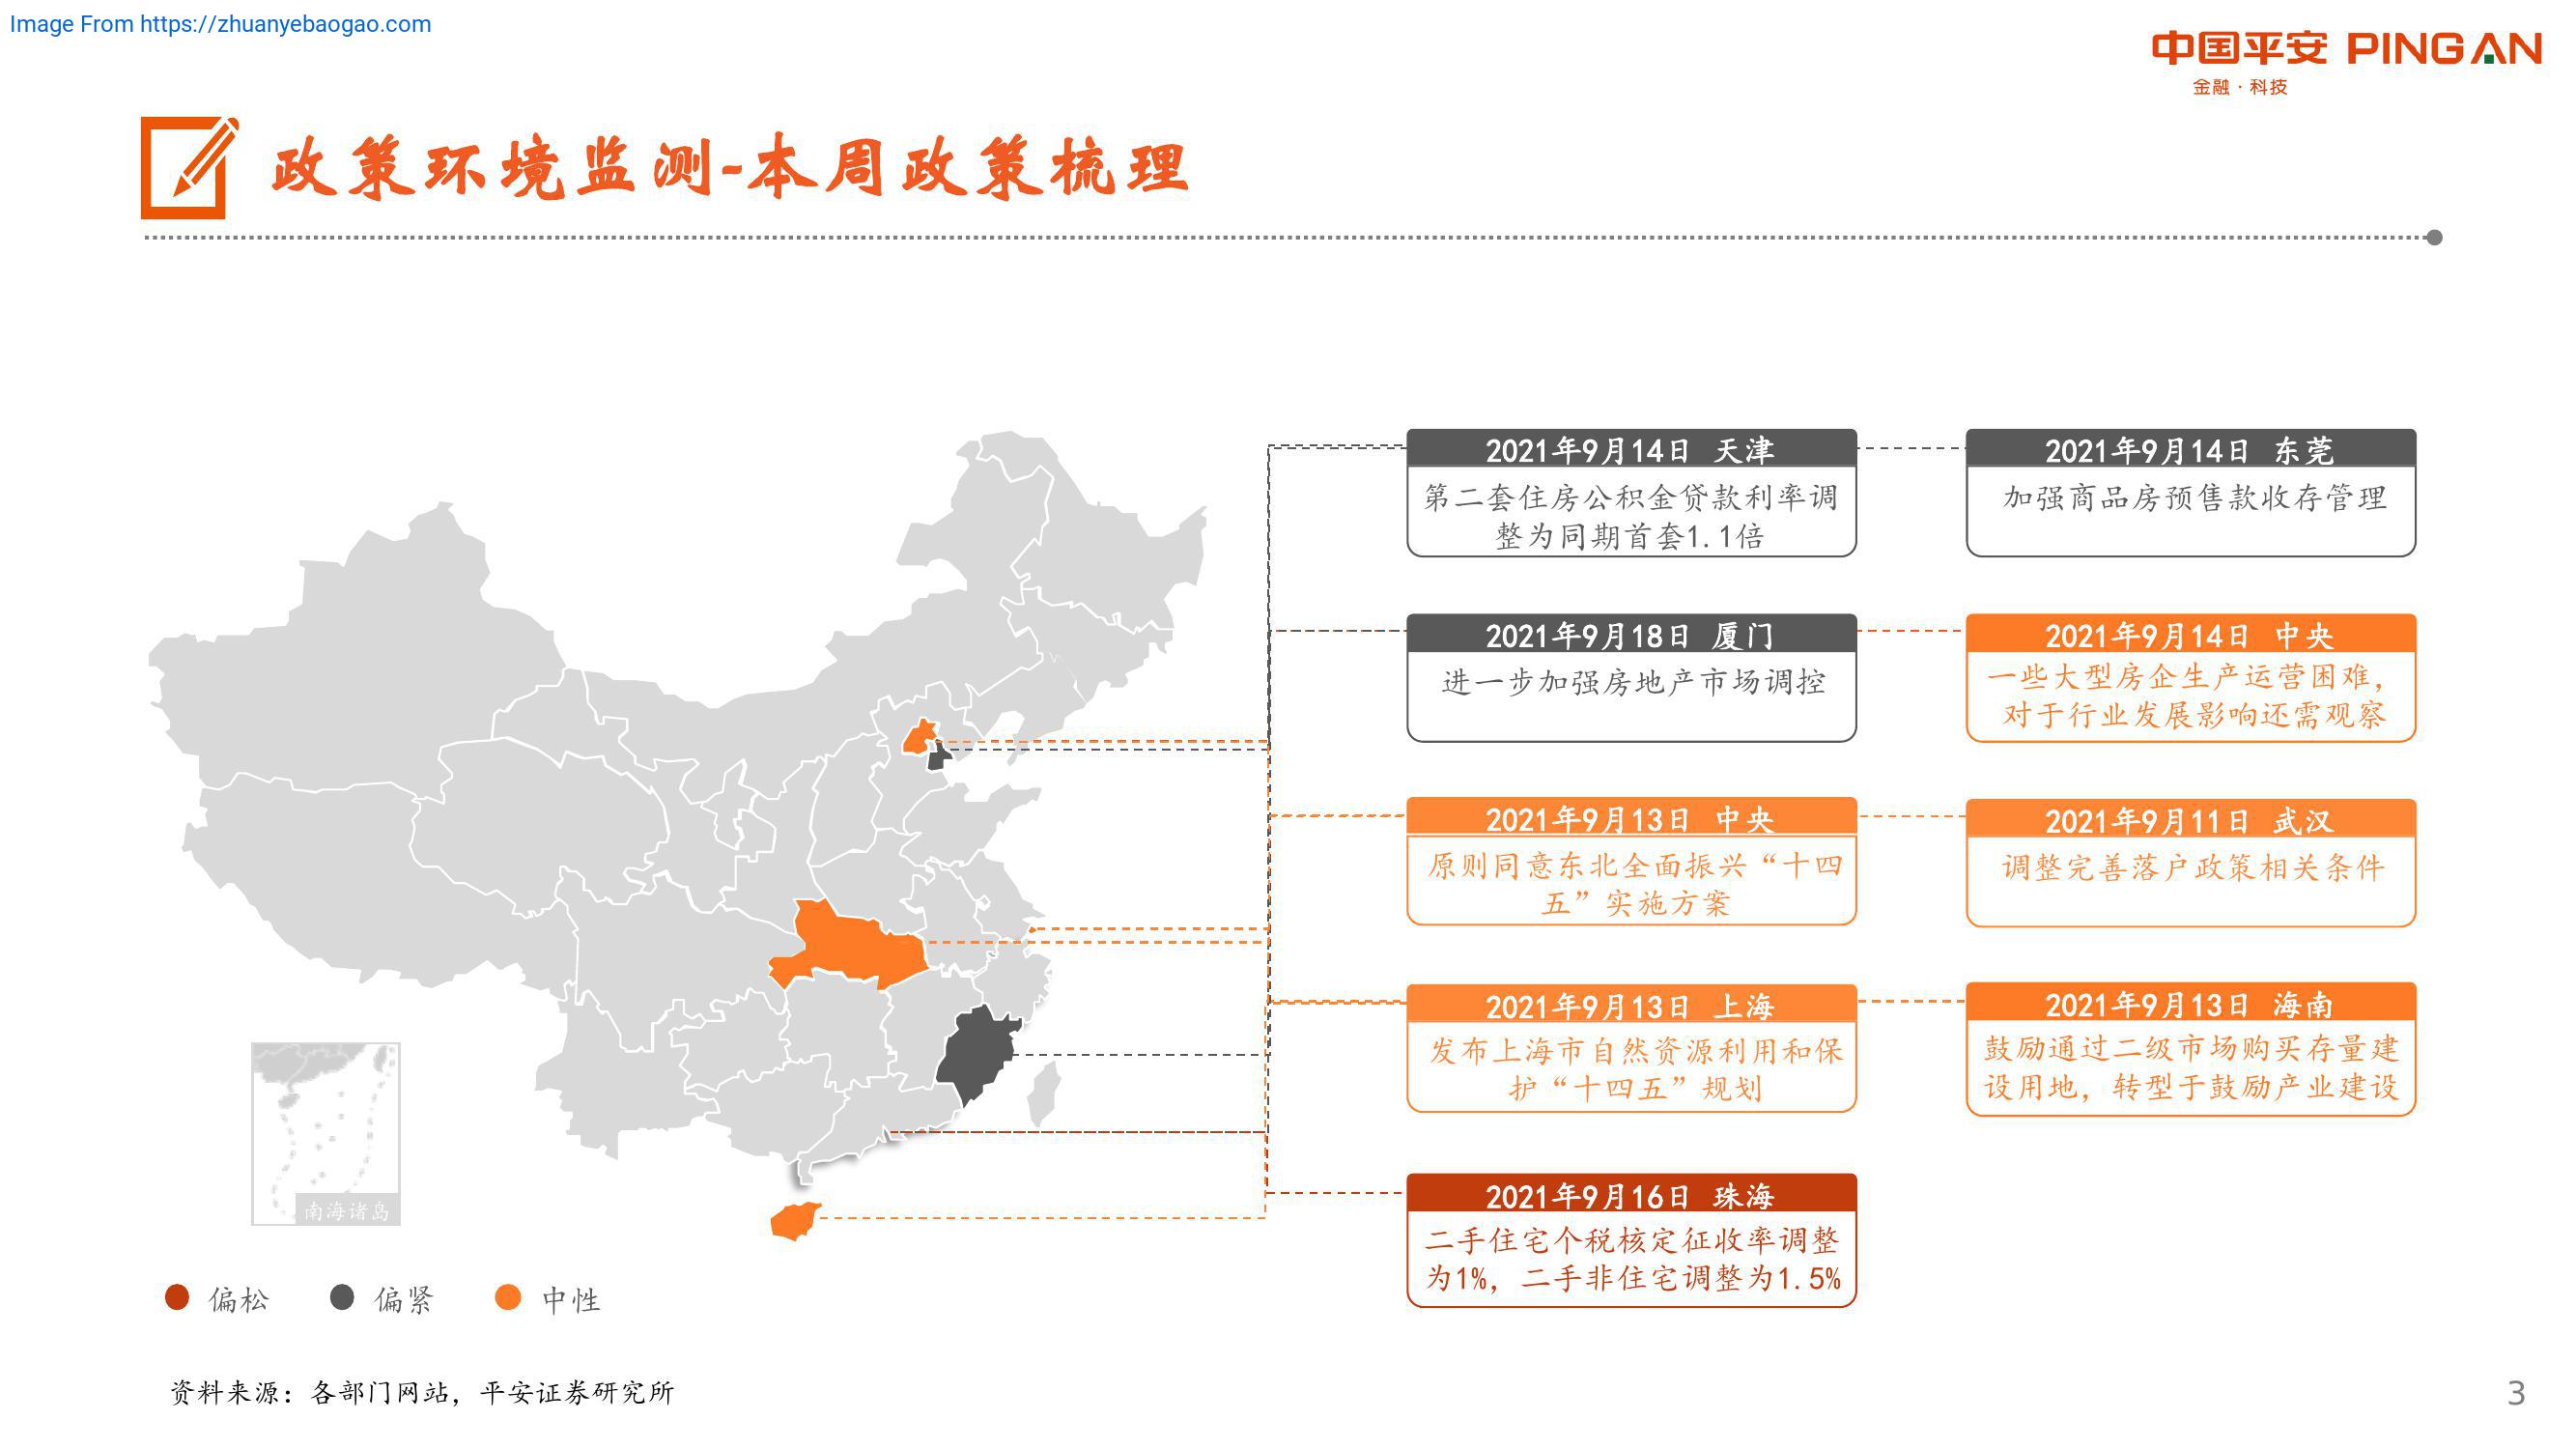 Image From https://zhuanyebaogao.com
中国平安 PINGAN
金融·科技
政策环境监测-本周政策梳理
2021年9月14日 天津
第二套住房公积金贷款利率调
整为同期首套1.1倍
2021年9月14日 东莞
加强商品房预售款收存管理
2021年9月18日 厦门
进一步加强房地产市场调控
2021年9月14日 中央
一些大型房企生产运营困难，
对于行业发展影响还需观察
2021年9月13日 中央
原则同意东北全面振兴“十四
五”实施方案
2021年9月11日 武汉
调整完善落户政策相关条件
2021年9月13日 上海
发布上海市自然资源利用和保
护“十四五”规划
2021年9月13日 海南
鼓励通过二级市场购买存量建
设用地，转型于鼓励产业建设
2021年9月16日 珠海
二手住宅个税核定征收率调整
为1%，二手非住宅调整为1.5%
南海诸岛
偏松 偏紧 中性
资料来源：各部门网站，平安证券研究所
3